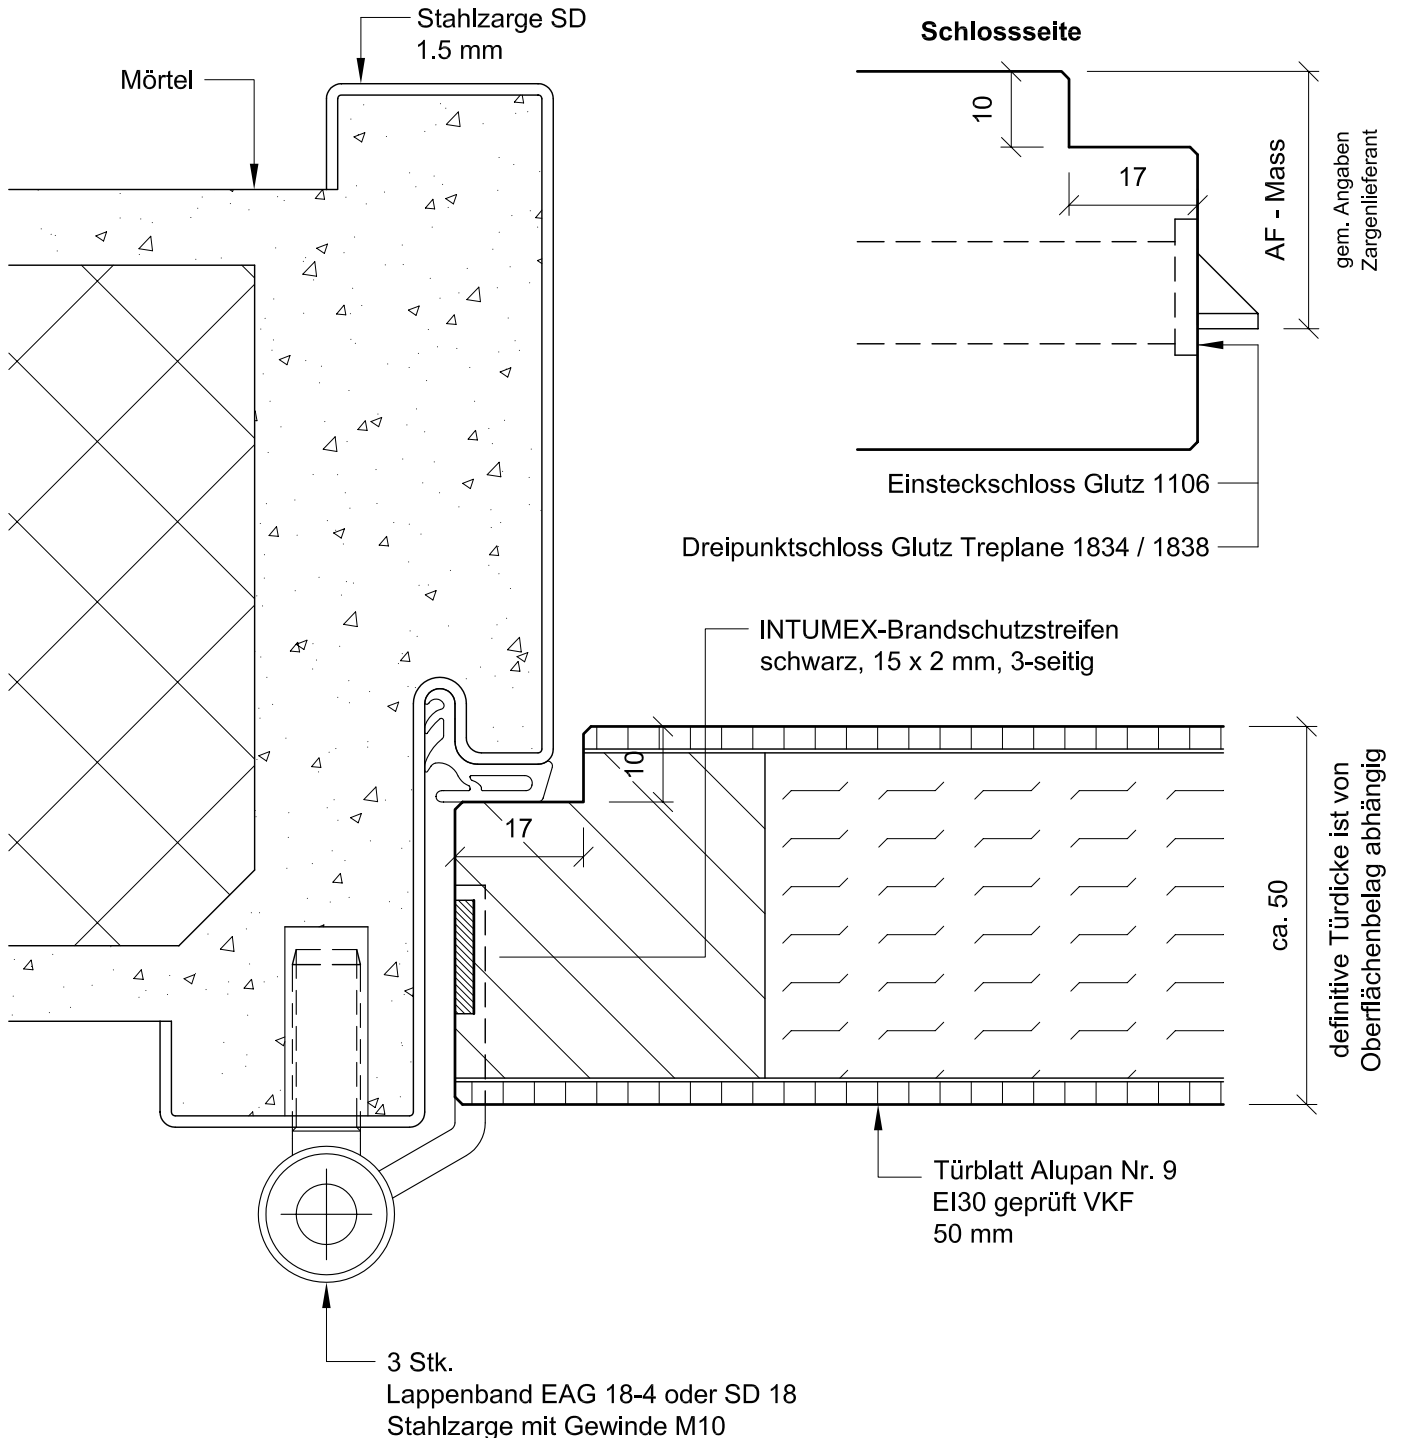 Stahlzarge SD
1.5 mm
Mörtel
Schlossseite
10
17
AF - Mass
gem. Angaben
Zargenlieferant
Einsteckschloss Glutz 1106
Dreipunktschloss Glutz Treplane 1834 / 1838
INTUMEX-Brandschutzstreifen
schwarz, 15 x 2 mm, 3-seitig
10
17
ca. 50
definitive Türdicke ist von
Oberflächenbelag abhängig
Türblatt Alupan Nr. 9
EI30 geprüft VKF
50 mm
3 Stk.
Lappenband EAG 18-4 oder SD 18
Stahlzarge mit Gewinde M10